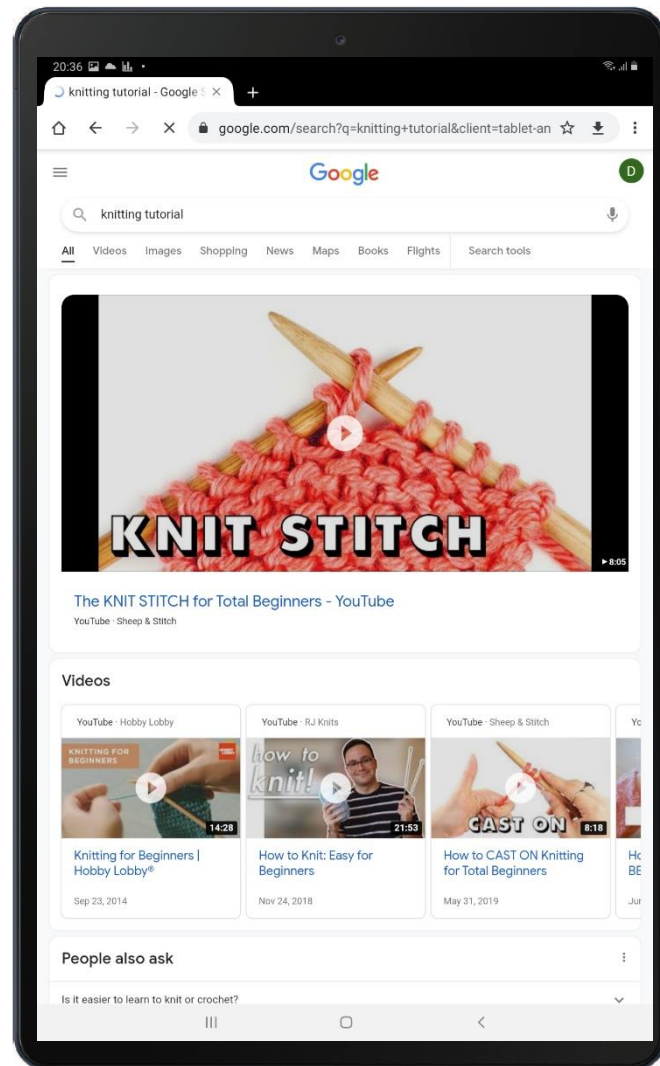 20:36
knitting tutorial - Google S
google.com/search?q=knitting+tutorial&client=tablet-an
Google
D
knitting tutorial
All Videos Images Shopping News Maps Books Flights Search tools
KNIT STITCH
8:05
The KNIT STITCH for Total Beginners - YouTube
YouTube · Sheep & Stitch
Videos
YouTube · Hobby Lobby
KNITTING FOR
BEGINNERS
14:28
Knitting for Beginners |
Hobby Lobby®
Sep 23, 2014
YouTube · RJ Knits
how to
knit!
21:53
How to Knit: Easy for
Beginners
Nov 24, 2018
YouTube · Sheep & Stitch
CAST ON
8:18
How to CAST ON Knitting
for Total Beginners
May 31, 2019
Yo
Ho
BE
Jur
People also ask
Is it easier to learn to knit or crochet?